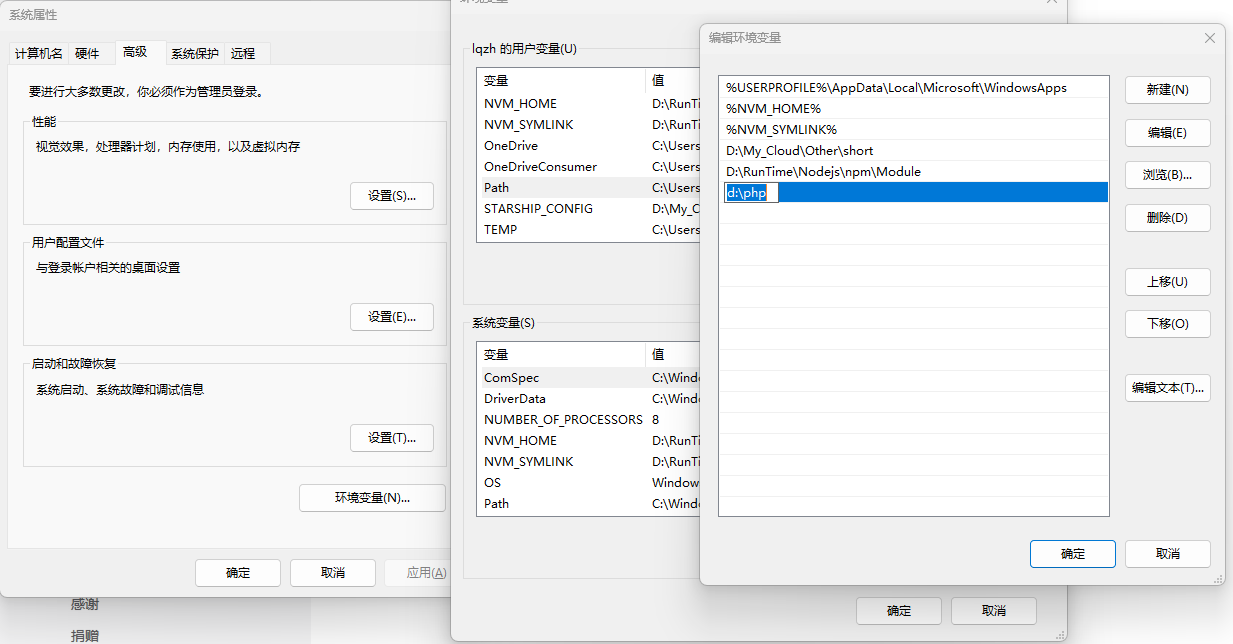 系统属性
计算机名
硬件
高级
系统保护
远程
要进行大多数更改，你必须作为管理员登录。
性能
视觉效果，处理器计划，内存使用，以及虚拟内存
设置(S)...
用户配置文件
与登录帐户相关的桌面设置
设置(E)...
启动和故障恢复
系统启动、系统故障和调试信息
设置(T)...
环境变量(N)...
确定
取消
应用(A)
感谢
捐赠
lqzh 的用户变量(U)
变量 值
NVM_HOME D:\RunTi
NVM_SYMLINK D:\RunTi
OneDrive C:\Users
OneDriveConsumer C:\Users
Path C:\Users
STARSHIP_CONFIG D:\My_C
TEMP C:\Users
系统变量(S)
变量 值
ComSpec C:\Wind
DriverData C:\Wind
NUMBER_OF_PROCESSORS 8
NVM_HOME D:\RunTi
NVM_SYMLINK D:\RunTi
OS Window
Path C:\Wind
确定
取消
编辑环境变量
%USERPROFILE%\AppData\Local\Microsoft\WindowsApps
%NVM_HOME%
%NVM_SYMLINK%
D:\My_Cloud\Other\short
D:\RunTime\Nodejs\npm\Module
d:\php
新建(N)
编辑(E)
浏览(B)...
删除(D)
上移(U)
下移(O)
编辑文本(T)...
确定
取消